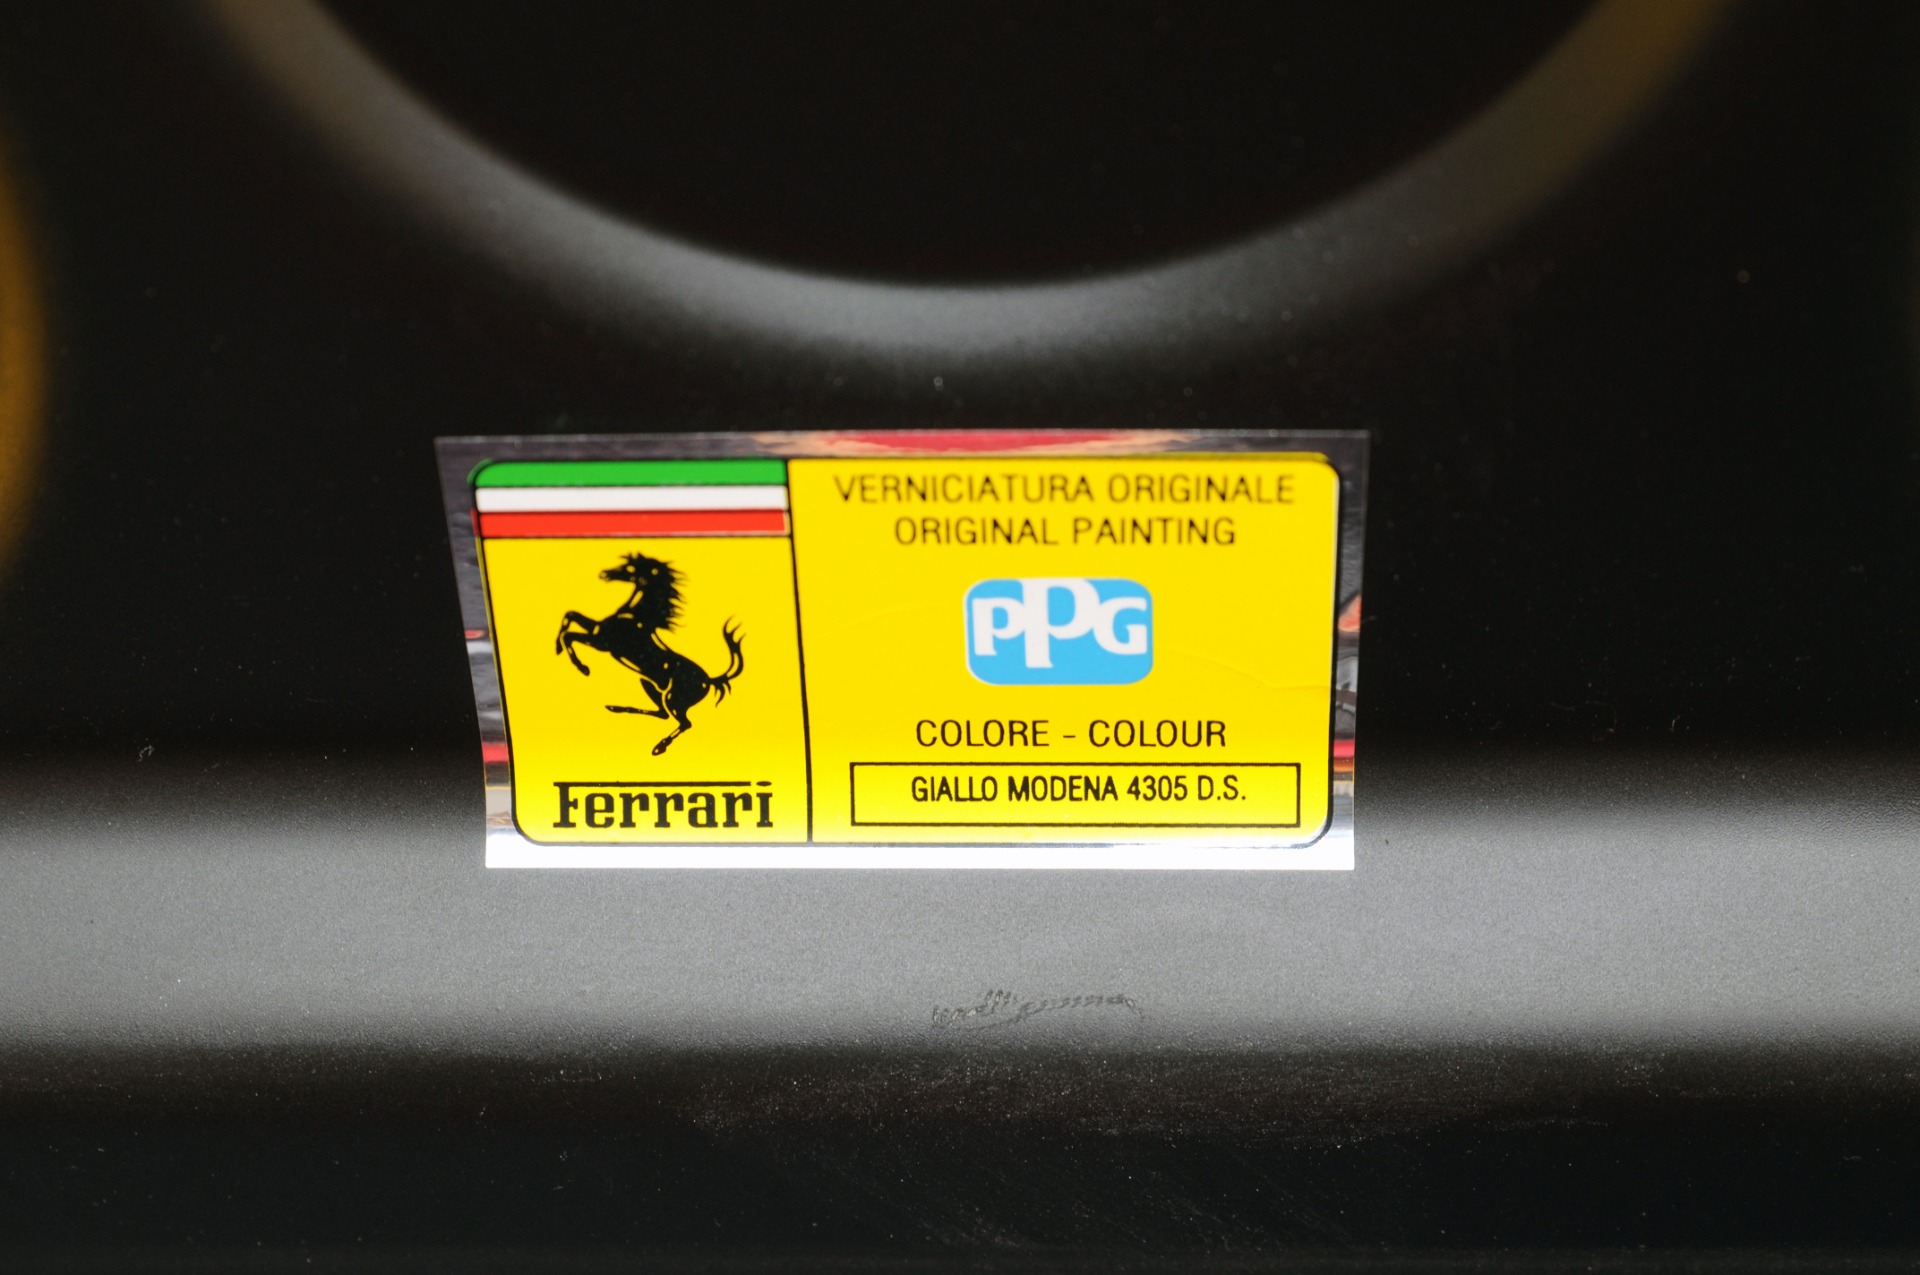 VERNICIATURA ORIGINALE
ORIGINAL PAINTING
PPG
COLORE - COLOUR
GIALLO MODENA 4305 D.S.
Ferrari